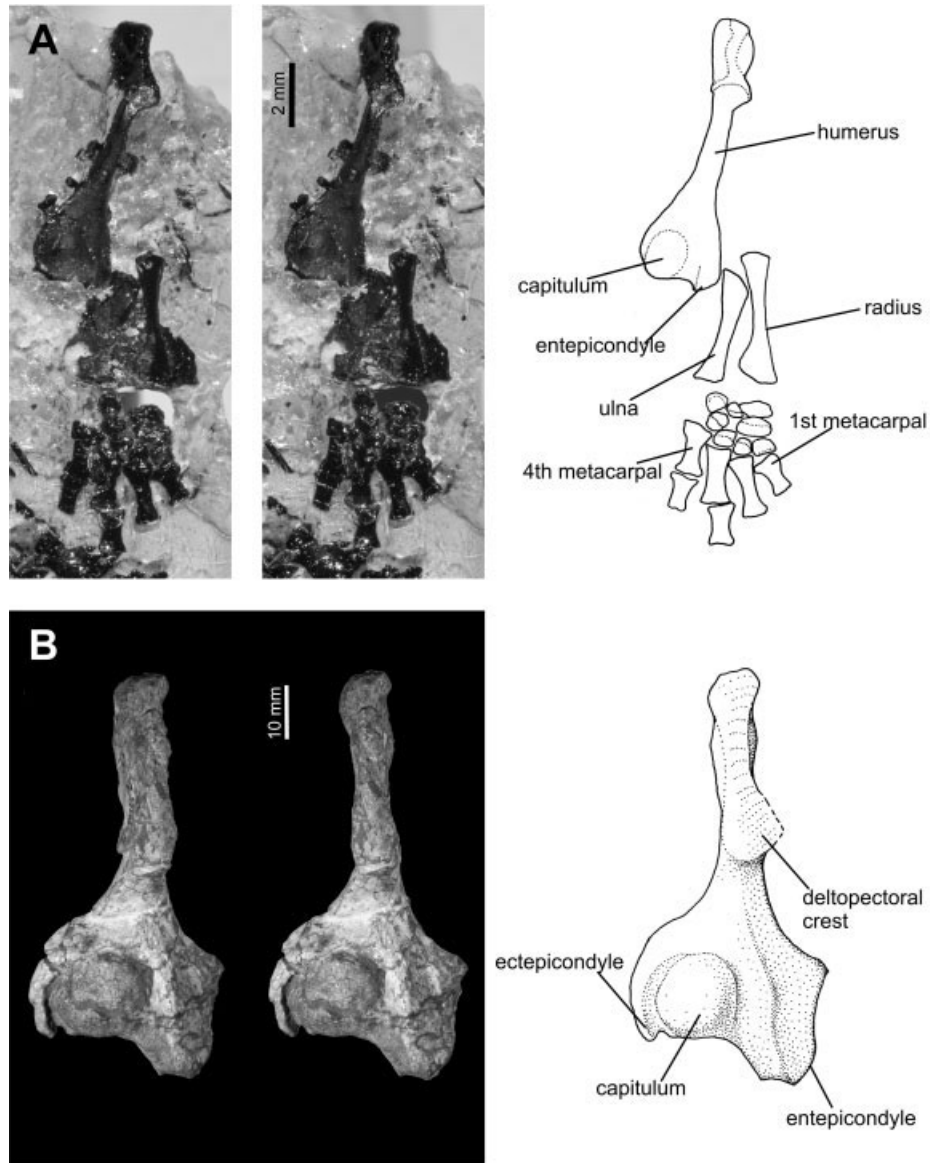 A
2 mm
humerus
capitulum
entepicondyle
radius
ulna
1st metacarpal
4th metacarpal
B
10 mm
deltopectoral
crest
ectepicondyle
capitulum
entepicondyle